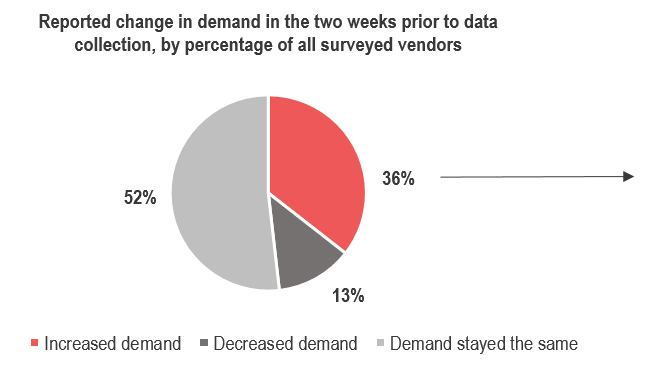 Reported change in demand in the two weeks prior to data
collection, by percentage of all surveyed vendors
36%
52%
13%
Increased demand Decreased demand Demand stayed the same